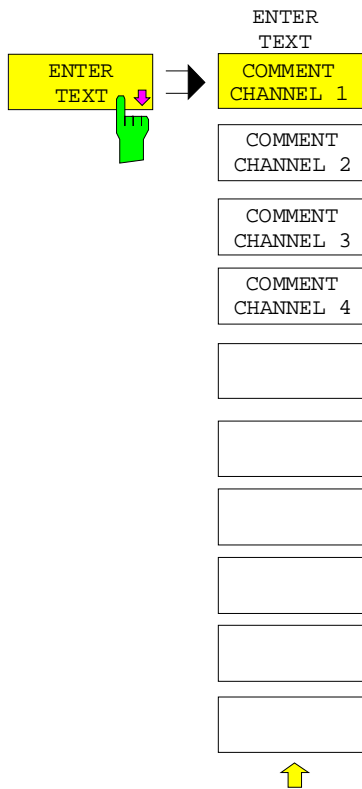 ENTER
TEXT
ENTER
TEXT
COMMENT
CHANNEL 1
COMMENT
CHANNEL 2
COMMENT
CHANNEL 3
COMMENT
CHANNEL 4